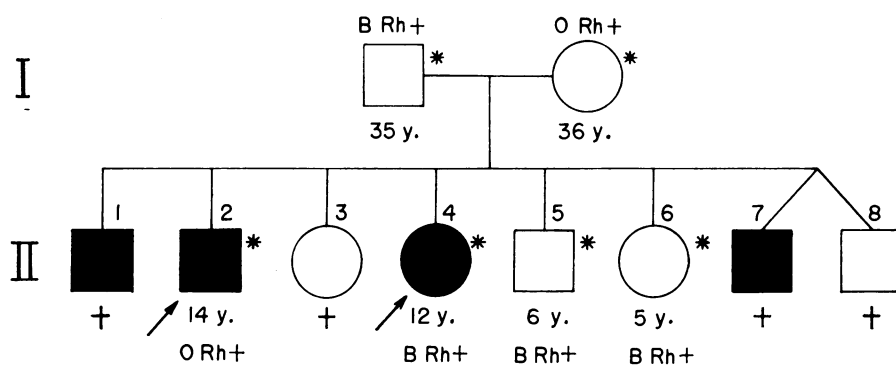 B Rh+ O Rh+
I * *
35 y. 36 y.
1 2 3 4 5 6 7 8
II * * * *
14 y. 12 y. 6 y. 5 y.
O Rh+ B Rh+ B Rh+ B Rh+